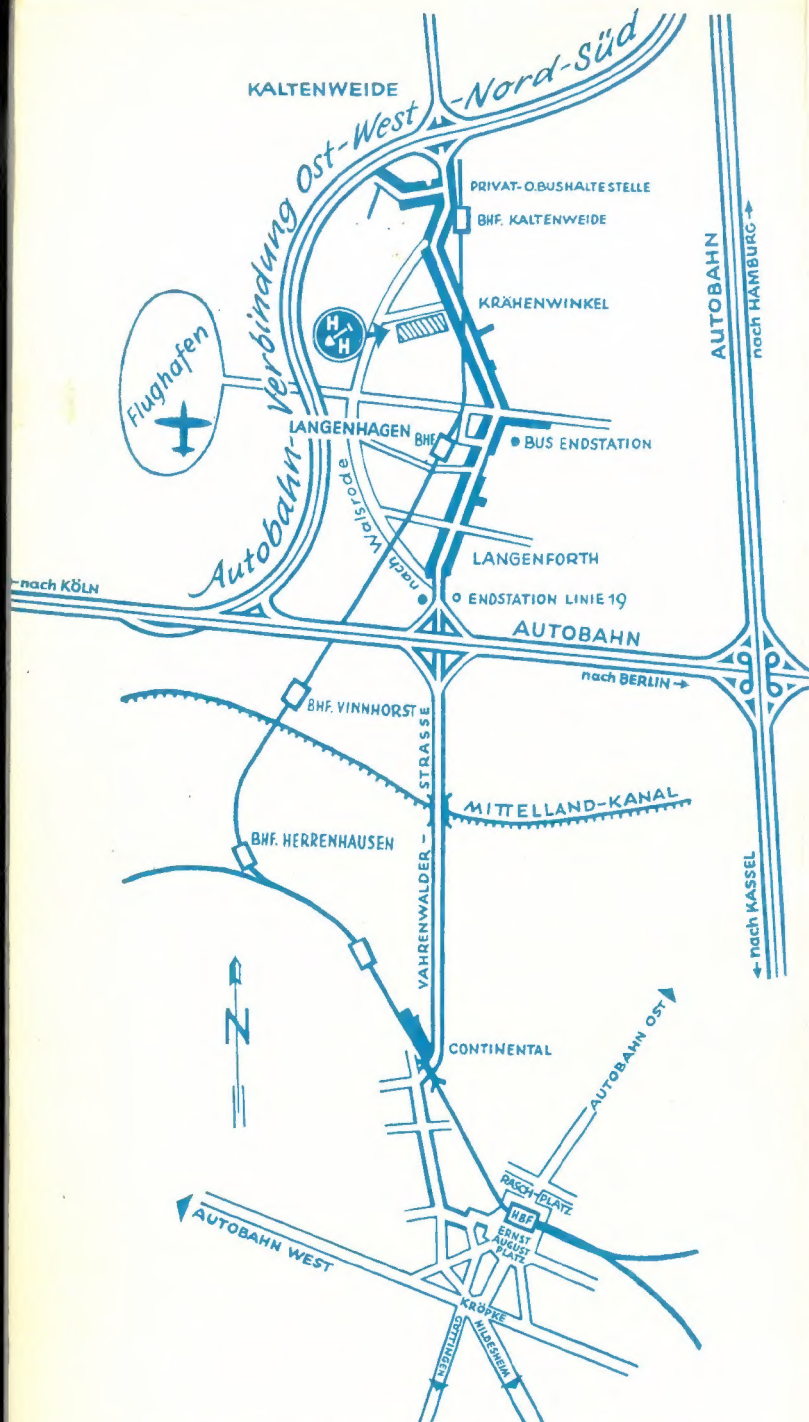 KALTENWEIDE
Autobahn-Verbindung Ost-West-Nord-Süd
PRIVAT-O.BUSHALTESTELLE
BHF. KALTENWEIDE
KRÄHENWINKEL
H
H
Flughafen
AUTOBAHN
nach HAMBURG
LANGENHAGEN
BHF
BUS ENDSTATION
nach Walsrode
LANGENFORTH
ENDSTATION LINIE 19
nach KÖLN
AUTOBAHN
nach BERLIN
BHF. VINNHORST
VAHRENWALDER-STRASSE
MITTELLAND-KANAL
BHF. HERRENHAUSEN
nach KASSEL
N
CONTINENTAL
AUTOBAHN OST
RASCH-PLATZ
HBF
ERNST
AUGUST
PLATZ
AUTOBAHN WEST
KRÖPKE
GÖTTINGEN
HILDESHEIM